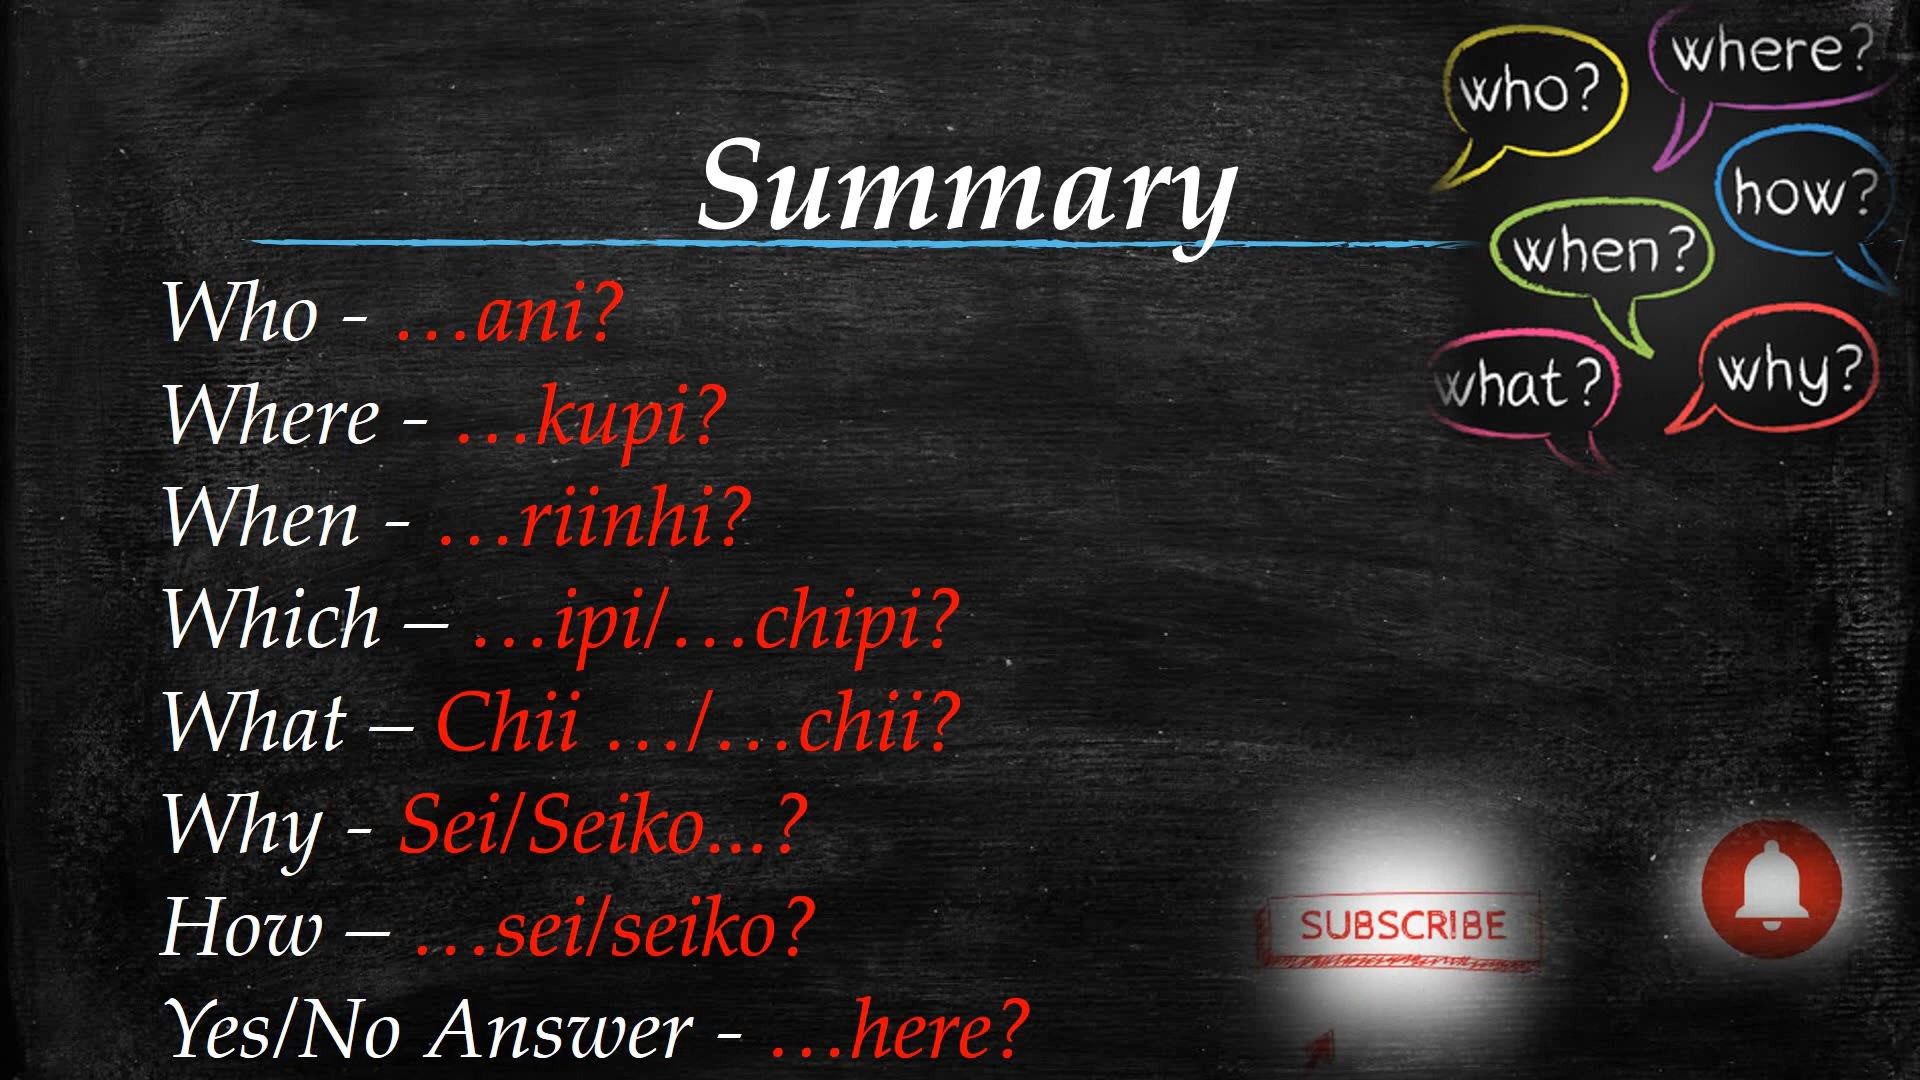 who?
where?
how?
when?
what?
why?
Summary
Who - ...ani?
Where - ...kupi?
When - ...riinhi?
Which – ...ipi/...chipi?
What – Chii .../...chii?
Why - Sei/Seiko...?
How – ...sei/seiko?
Yes/No Answer - ...here?
SUBSCRIBE